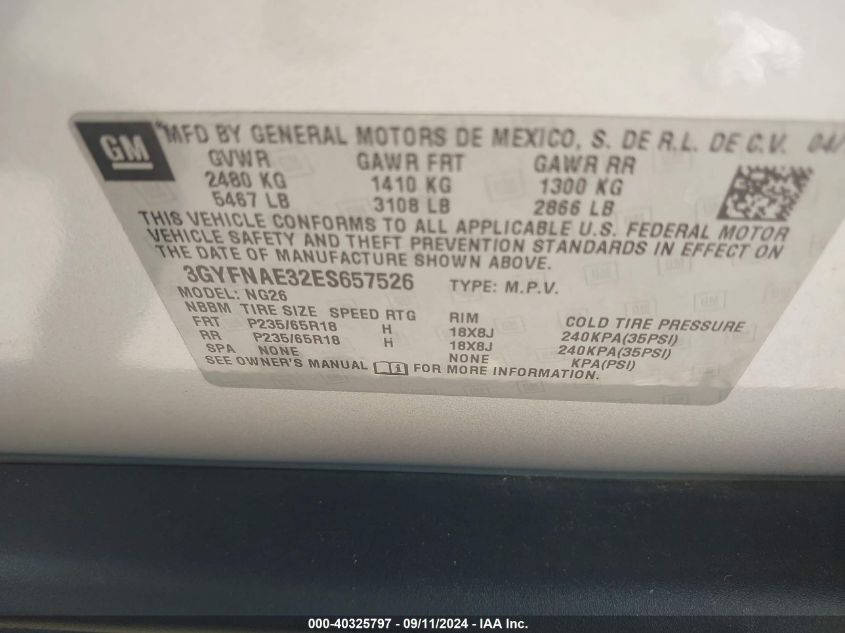 GM
MFD BY GENERAL MOTORS DE MEXICO, S. DE R.L. DE C.V. 04/
GVWR GAWR FRT GAWR RR
2480 KG 1410 KG 1300 KG
5467 LB 3108 LB 2866 LB
THIS VEHICLE CONFORMS TO ALL APPLICABLE U.S. FEDERAL MOTOR
VEHICLE SAFETY AND THEFT PREVENTION STANDARDS IN EFFECT ON
THE DATE OF MANUFACTURE SHOWN ABOVE.
3GYFNAE32ES657526 TYPE: M.P.V.
MODEL: NG26
NBBM TIRE SIZE SPEED RTG RIM COLD TIRE PRESSURE
FRT P235/65R18 H 18X8J 240KPA(35PSI)
RR P235/65R18 H 18X8J 240KPA(35PSI)
SPA NONE NONE KPA(PSI)
SEE OWNER'S MANUAL FOR MORE INFORMATION.
000-40325797 - 09/11/2024 - IAA Inc.